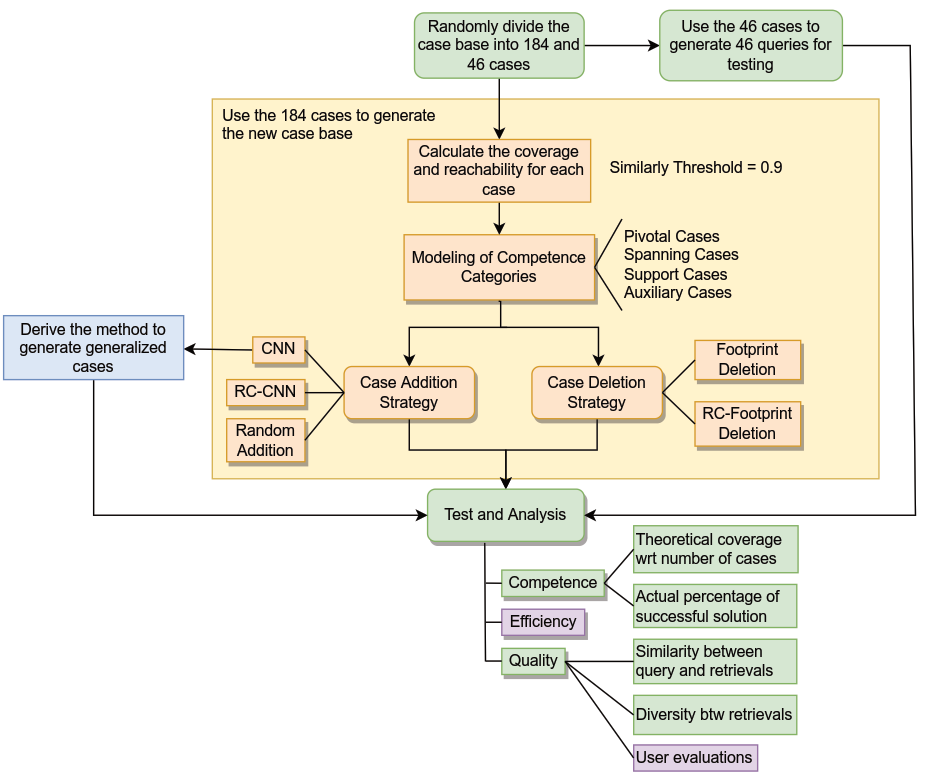 Randomly divide the
case base into 184 and
46 cases
Use the 46 cases to
generate 46 queries for
testing
Use the 184 cases to generate
the new case base
Calculate the coverage
and reachability for each
case
Similarly Threshold = 0.9
Modeling of Competence
Categories
Pivotal Cases
Spanning Cases
Support Cases
Auxiliary Cases
Derive the method to
generate generalized
cases
CNN
RC-CNN
Random
Addition
Case Addition
Strategy
Case Deletion
Strategy
Footprint
Deletion
RC-Footprint
Deletion
Test and Analysis
Competence
Theoretical coverage
wrt number of cases
Actual percentage of
successful solution
Efficiency
Quality
Similarity between
query and retrievals
Diversity btw retrievals
User evaluations